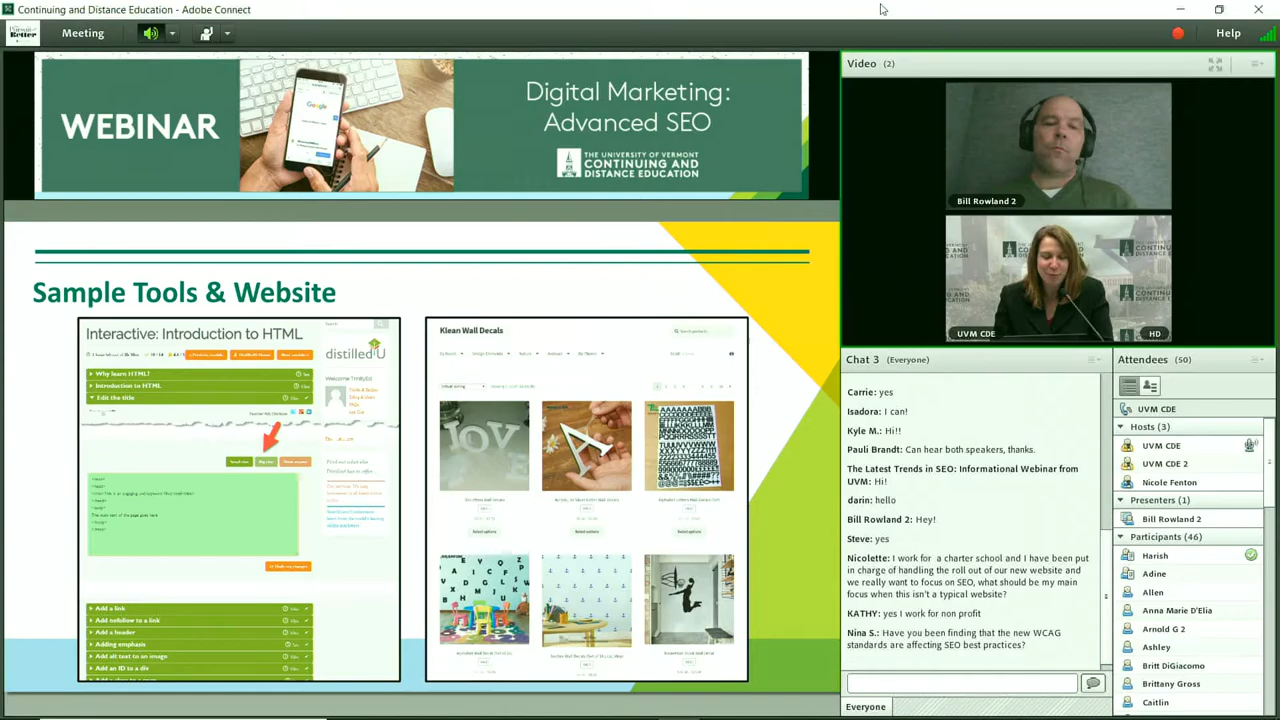 Continuing and Distance Education - Adobe Connect
Meeting
Help
WEBINAR
Google
Digital Marketing:
Advanced SEO
THE UNIVERSITY OF VERMONT
CONTINUING AND
DISTANCE EDUCATION
Sample Tools & Website
Interactive: Introduction to HTML
distilledU
Why learn HTML?
Introduction to HTML
Edit the title
Add a link
Add nofollow to a link
Add a header
Adding emphasis
Add alt text to an image
Add an ID to a div
Klean Wall Decals
Search products
Video (2)
Bill Rowland 2
UVM CDE
HD
Chat 3 (Everyone)
Carrie: yes
Isadora: I can!
Kyle M.: Hi!!
Pauli Brandt: Can hear both speakers, thanks.
The Latest Trends in SEO: Informational Webinar from
UVM: Hi!
darin: hello
Bill Rowland 2: Hey!
Steve: yes
Nicolette: I work for a charter school and I have been put
in charge of handling the roll out of our new website and
we really want to focus on SEO, what should be my main
focus when this isn't a typical website?
KATHY: yes I work for non profit
Nina S.: Have you been finding that the new WCAG
standards are affecting SEO best practices?
Everyone
Attendees (50)
UVM CDE
Hosts (3)
UVM CDE
UVM CDE 2
Nicole Fenton
Presenters (1)
Bill Rowland 2
Participants (46)
Harish
Adine
Allen
Anna Marie D'Elia
Arnold G 2
Ashley
Britt DiGiacomo
Brittany Gross
Caitlin